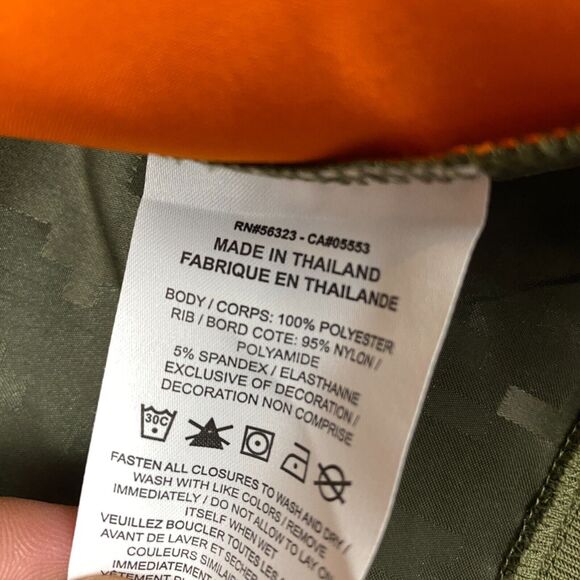 RN#56323 - CA#05553
MADE IN THAILAND
FABRIQUE EN THAILANDE
BODY / CORPS: 100% POLYESTER
RIB / BORD COTE: 95% NYLON /
POLYAMIDE
5% SPANDEX / ELASTHANNE
EXCLUSIVE OF DECORATION /
DECORATION NON COMPRISE
30C
FASTEN ALL CLOSURES TO WASH AND DRY /
WASH WITH LIKE COLORS / REMOVE
IMMEDIATELY / DO NOT ALLOW TO LAY ON
ITSELF WHEN WET
VEUILLEZ BOUCLER TOUTES LES
AVANT DE LAVER ET SECHER
COULEURS SIMILAIRE
VÊTEMENT